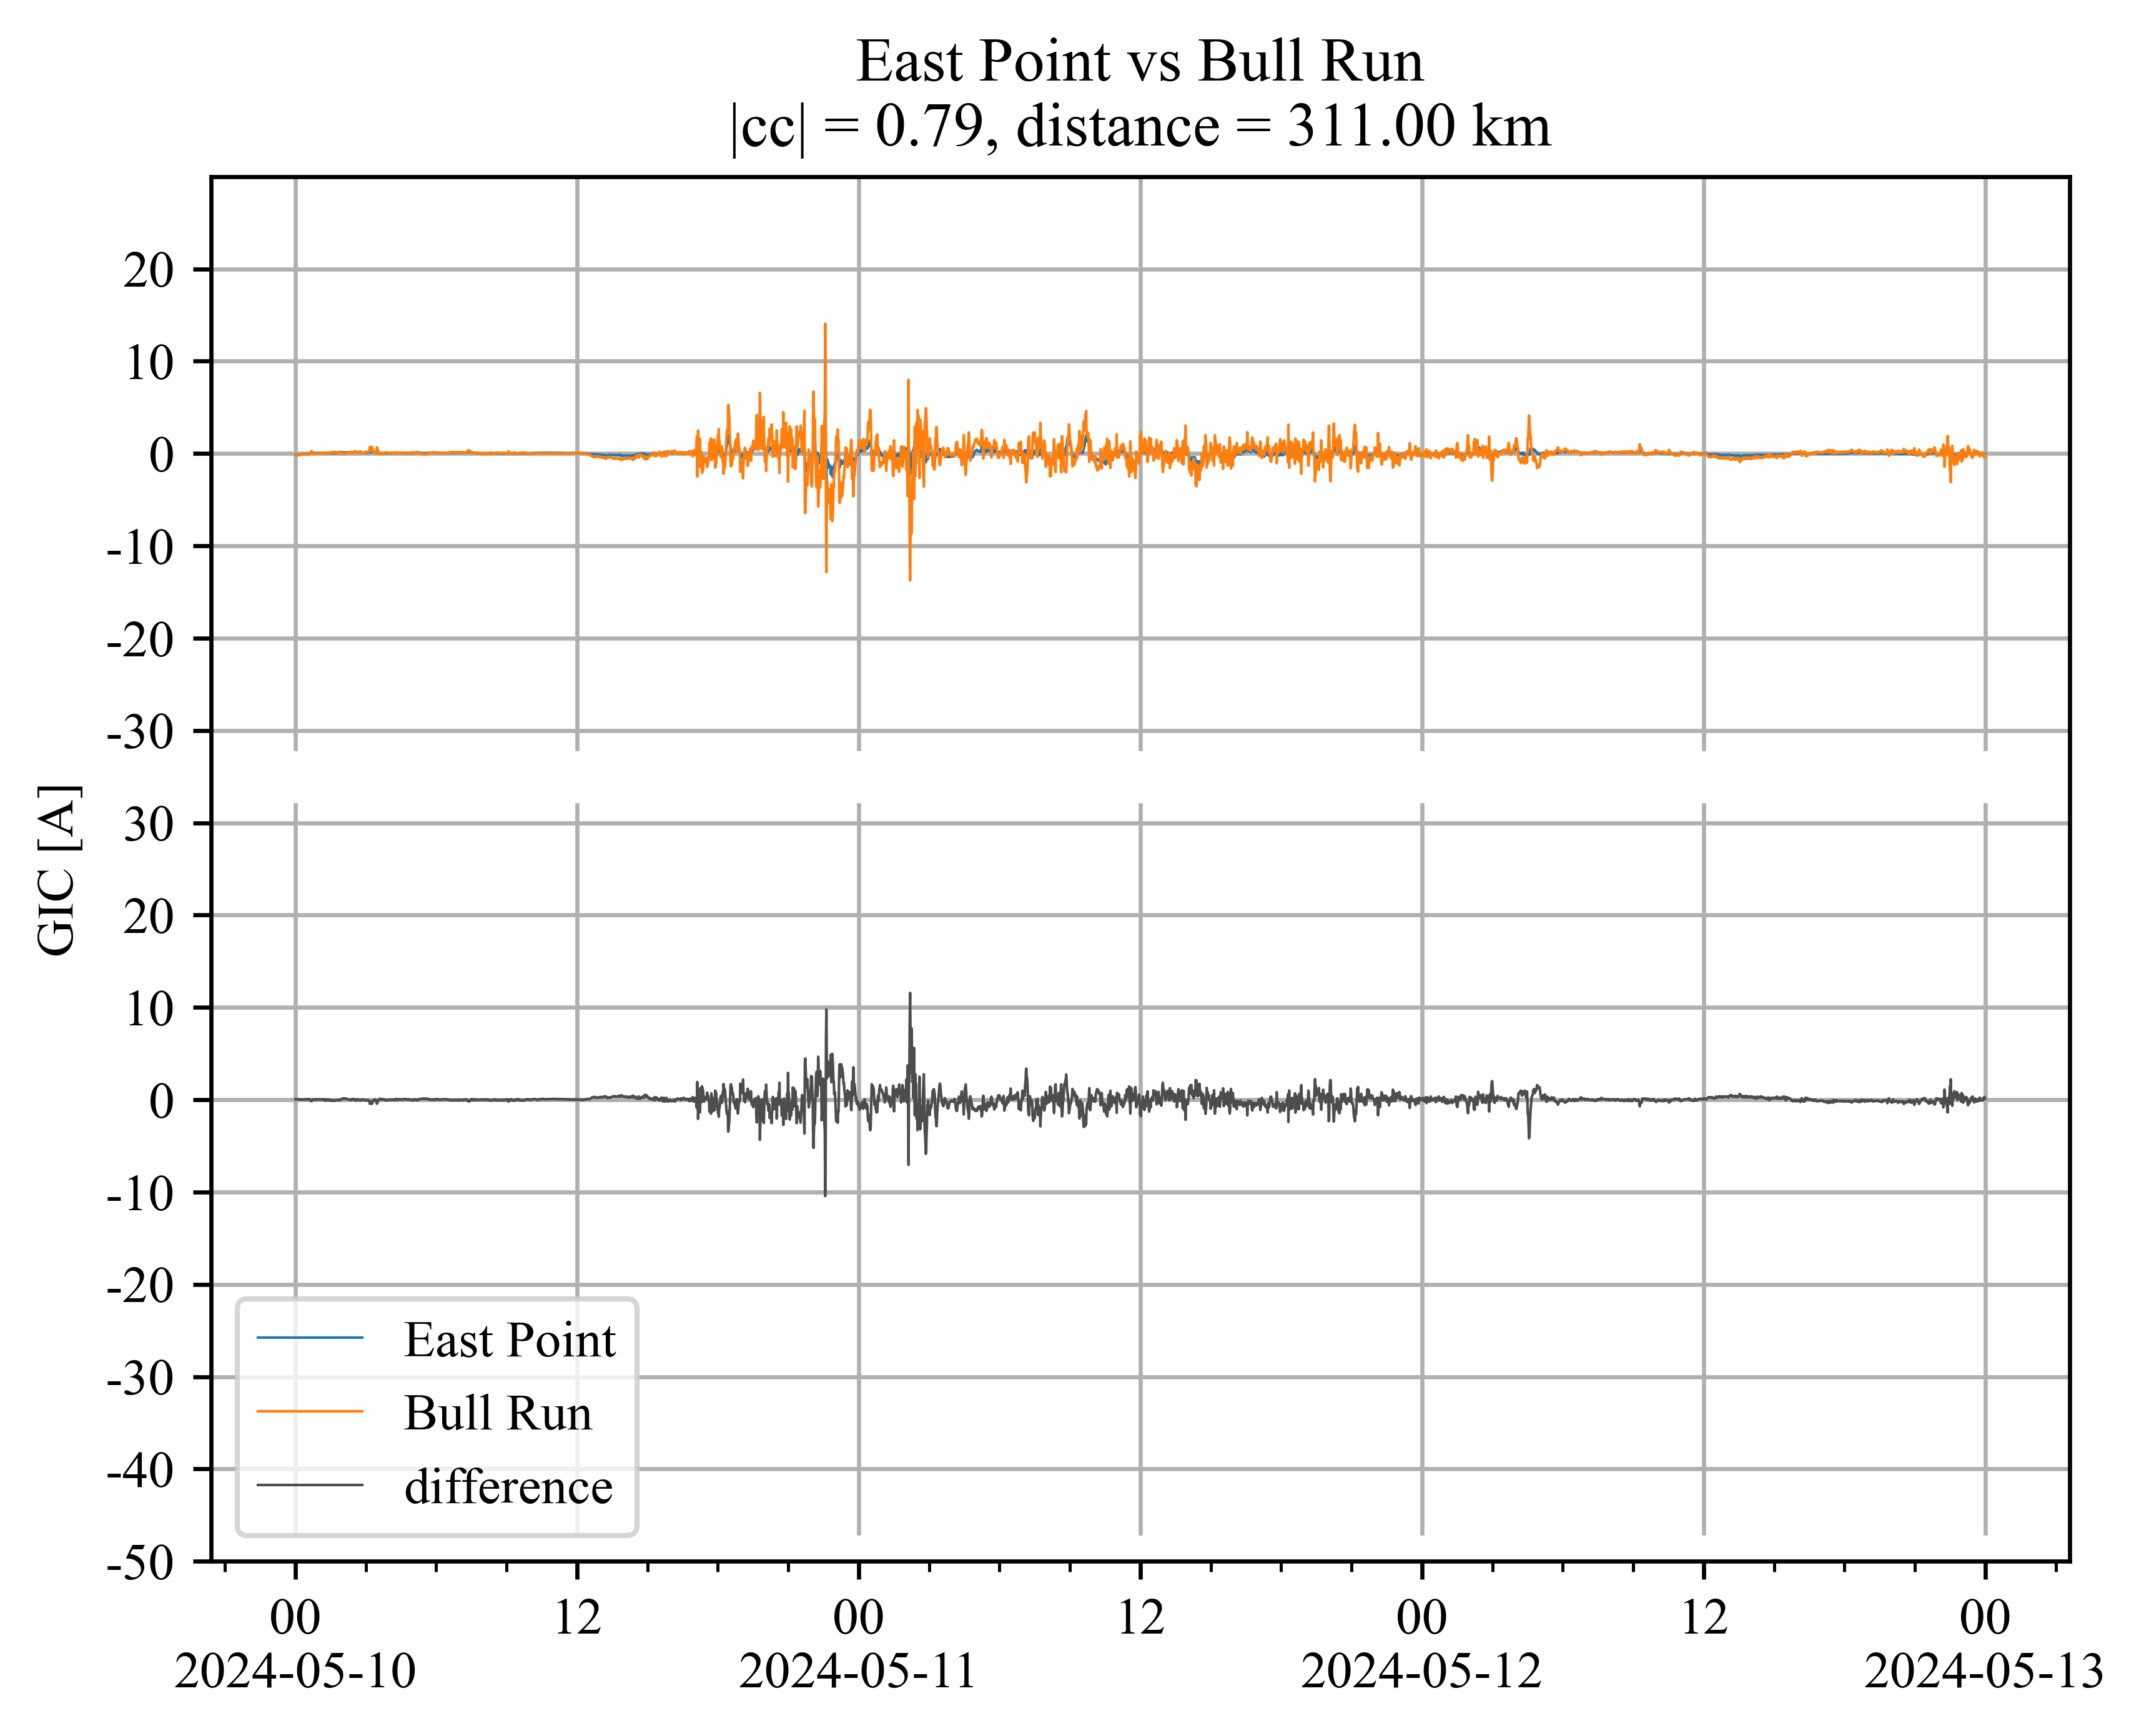 East Point vs Bull Run
|cc| = 0.79, distance = 311.00 km
GIC [A]
20
10
0
-10
-20
-30
30
20
10
0
-10
-20
-30
-40
-50
East Point
Bull Run
difference
00 12 00 12 00 12 00
2024-05-10 2024-05-11 2024-05-12 2024-05-13